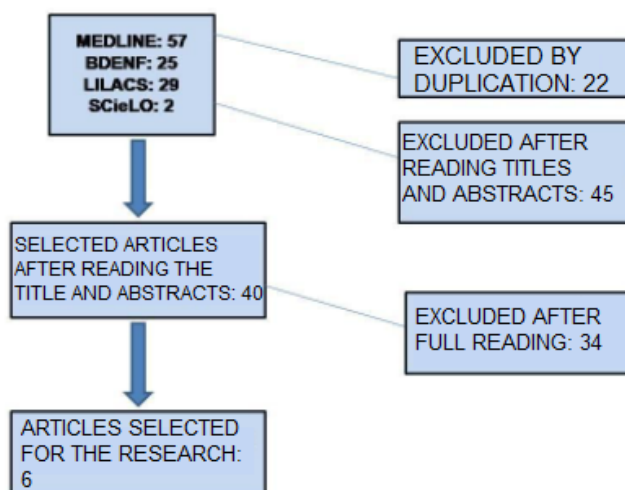 MEDLINE: 57
BDENF: 25
LILACS: 29
SCieLO: 2
EXCLUDED BY
DUPLICATION: 22
EXCLUDED AFTER
READING TITLES
AND ABSTRACTS: 45
SELECTED ARTICLES
AFTER READING THE
TITLE AND ABSTRACTS: 40
EXCLUDED AFTER
FULL READING: 34
ARTICLES SELECTED
FOR THE RESEARCH:
6